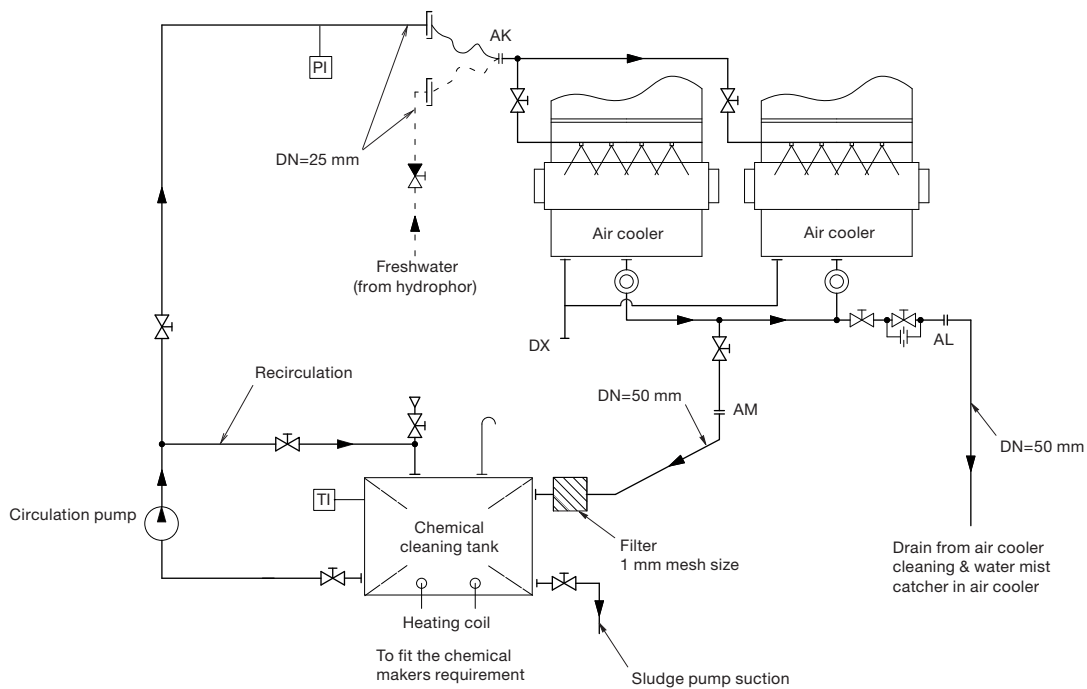 AK
PI
DN=25 mm
Freshwater
(from hydrophor)
Air cooler
Air cooler
DX
AL
Recirculation
DN=50 mm
AM
DN=50 mm
TI
Circulation pump
Chemical
cleaning tank
Filter
1 mm mesh size
Drain from air cooler
cleaning & water mist
catcher in air cooler
Heating coil
To fit the chemical
makers requirement
Sludge pump suction